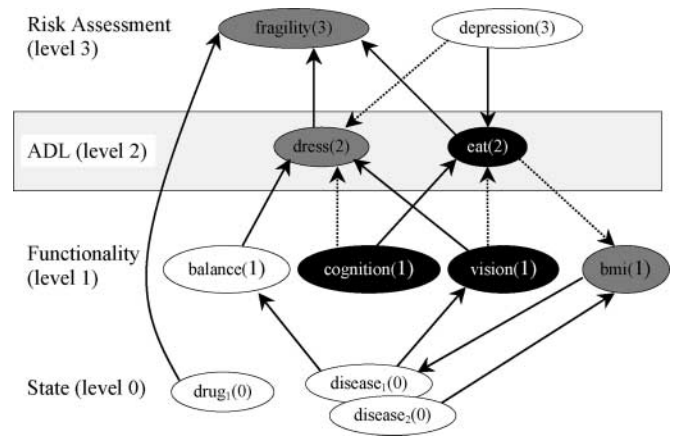 Risk Assessment
(level 3)
fragility(3)
depression(3)
ADL (level 2)
dress(2)
eat(2)
Functionality
(level 1)
balance(1)
cognition(1)
vision(1)
bmi(1)
State (level 0)
drug₁(0)
disease₁(0)
disease₂(0)